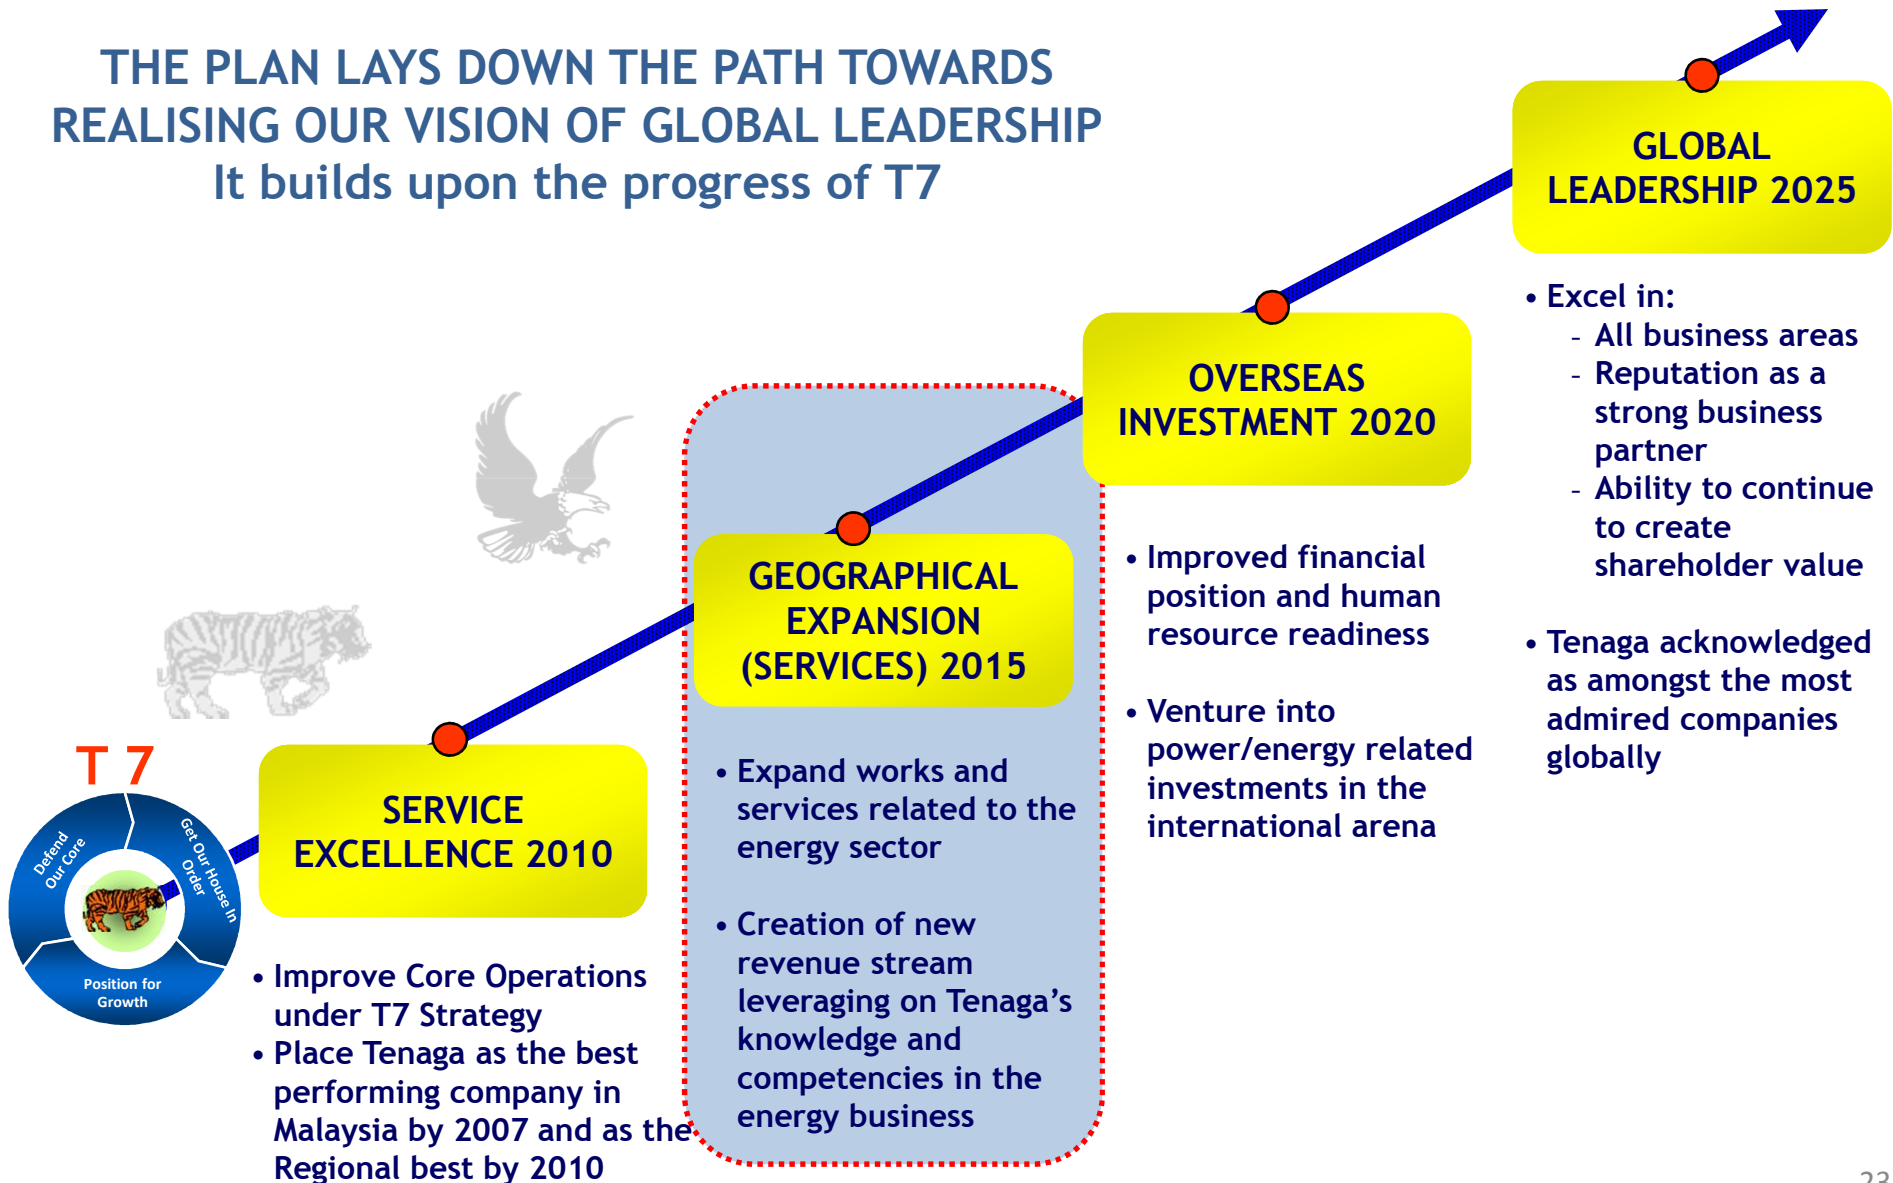 THE PLAN LAYS DOWN THE PATH TOWARDS
REALISING OUR VISION OF GLOBAL LEADERSHIP
It builds upon the progress of T7
T 7
Defend
Our Core
Get Our House In
Order
Position for
Growth
SERVICE
EXCELLENCE 2010
• Improve Core Operations
under T7 Strategy
• Place Tenaga as the best
performing company in
Malaysia by 2007 and as the
Regional best by 2010
GEOGRAPHICAL
EXPANSION
(SERVICES) 2015
• Expand works and
services related to the
energy sector
• Creation of new
revenue stream
leveraging on Tenaga’s
knowledge and
competencies in the
energy business
OVERSEAS
INVESTMENT 2020
• Improved financial
position and human
resource readiness
• Venture into
power/energy related
investments in the
international arena
GLOBAL
LEADERSHIP 2025
• Excel in:
– All business areas
– Reputation as a
strong business
partner
– Ability to continue
to create
shareholder value
• Tenaga acknowledged
as amongst the most
admired companies
globally
23